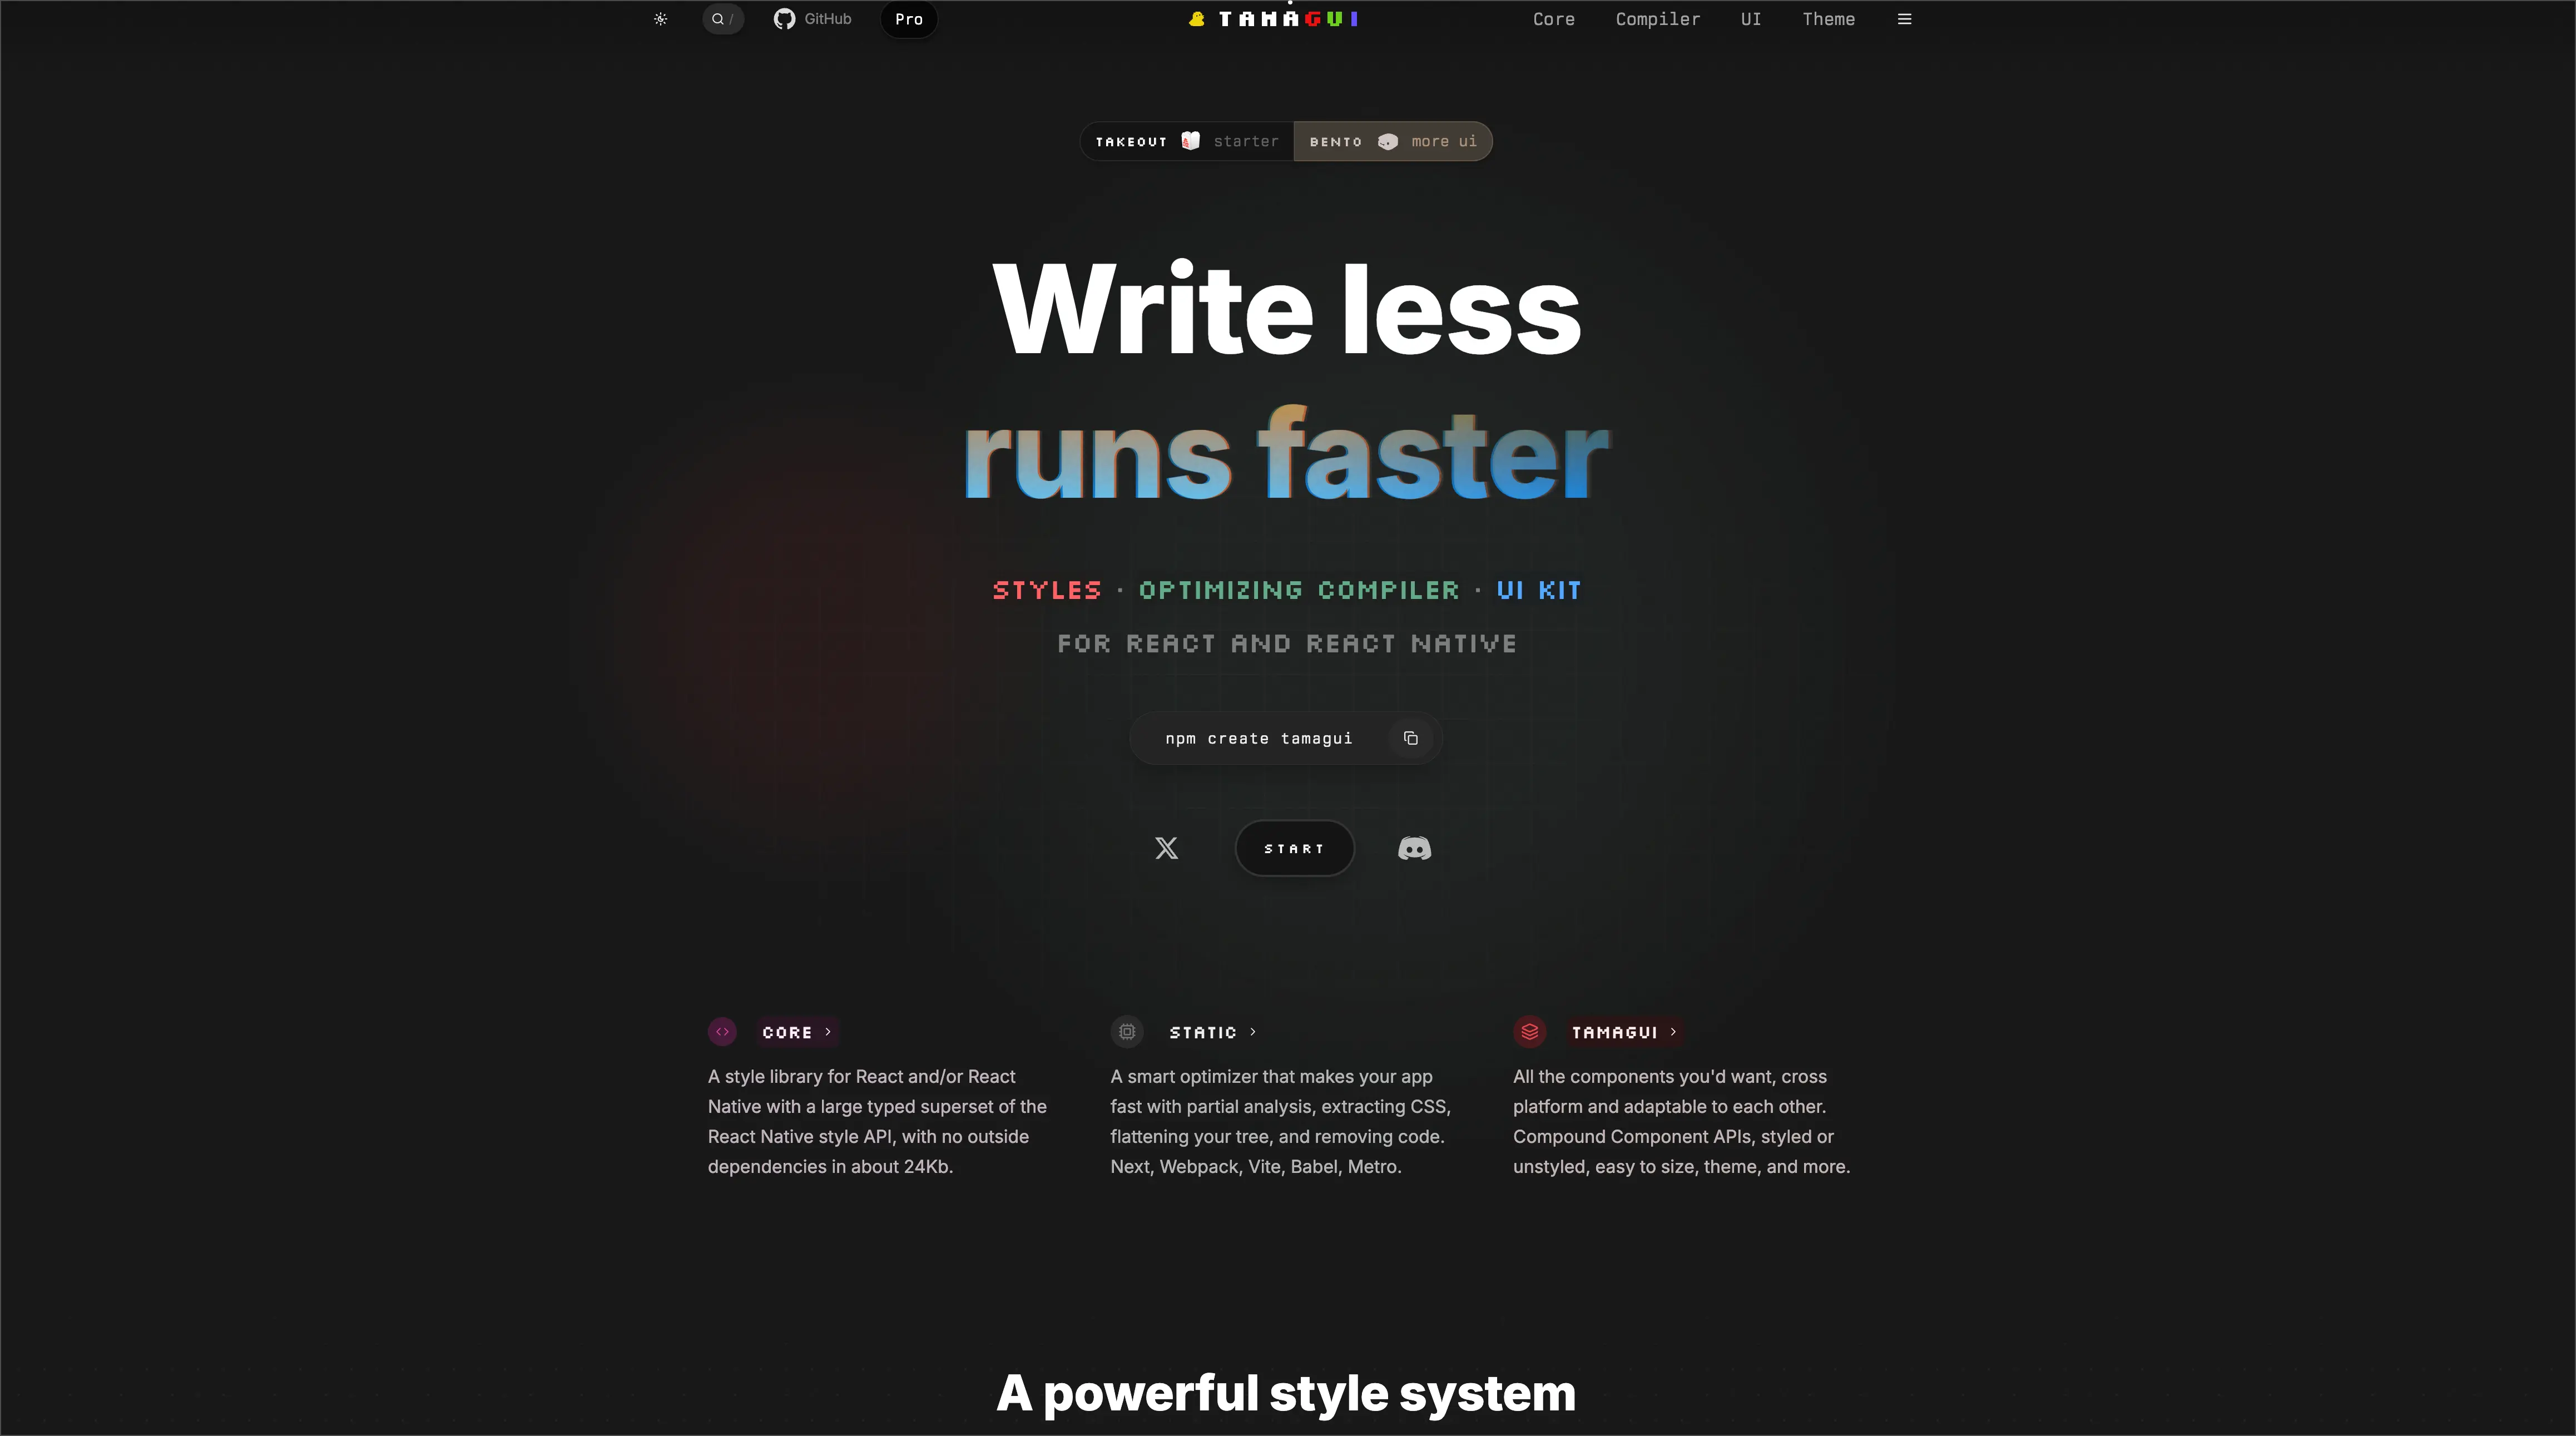 /
GitHub
Pro
TAMAGUI
Core
Compiler
UI
Theme
TAKEOUT starter
BENTO more ui
Write less
runs faster
STYLES · OPTIMIZING COMPILER · UI KIT
FOR REACT AND REACT NATIVE
npm create tamagui
START
CORE
A style library for React and/or React
Native with a large typed superset of the
React Native style API, with no outside
dependencies in about 24Kb.
STATIC
A smart optimizer that makes your app
fast with partial analysis, extracting CSS,
flattening your tree, and removing code.
Next, Webpack, Vite, Babel, Metro.
TAMAGUI
All the components you'd want, cross
platform and adaptable to each other.
Compound Component APIs, styled or
unstyled, easy to size, theme, and more.
A powerful style system